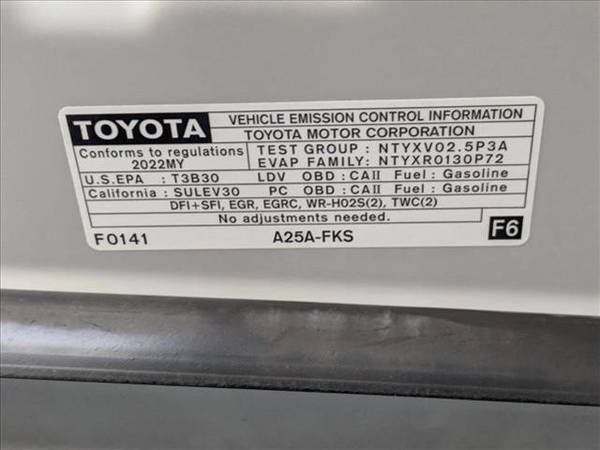 TOYOTA
VEHICLE EMISSION CONTROL INFORMATION
TOYOTA MOTOR CORPORATION
Conforms to regulations
2022MY
TEST GROUP : NTYXV02.5P3A
EVAP FAMILY: NTYXR0130P72
U.S.EPA : T3B30 LDV OBD : CAII Fuel : Gasoline
California : SULEV30 PC OBD : CAII Fuel : Gasoline
DFI+SFI, EGR, EGRC, WR-HO2S(2), TWC(2)
No adjustments needed.
F0141 A25A-FKS F6